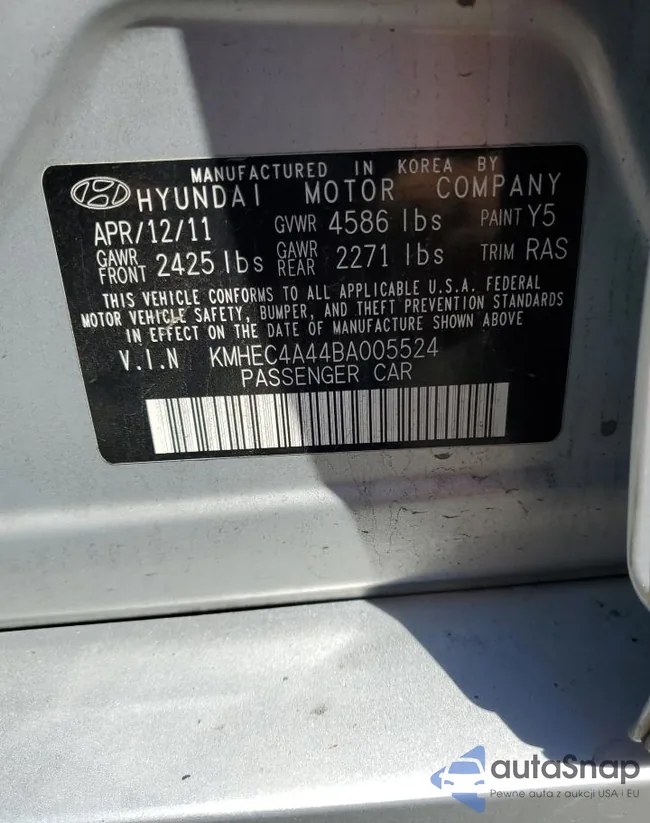 MANUFACTURED IN KOREA BY
HYUNDAI MOTOR COMPANY
APR/12/11 GVWR 4586 lbs PAINT Y5
GAWR FRONT 2425 lbs GAWR REAR 2271 lbs TRIM RAS
THIS VEHICLE CONFORMS TO ALL APPLICABLE U.S.A. FEDERAL
MOTOR VEHICLE SAFETY, BUMPER, AND THEFT PREVENTION STANDARDS
IN EFFECT ON THE DATE OF MANUFACTURE SHOWN ABOVE
V.I.N KMHEC4A44BA005524
PASSENGER CAR
autoSnap
Pewne auta z aukcji USA i EU